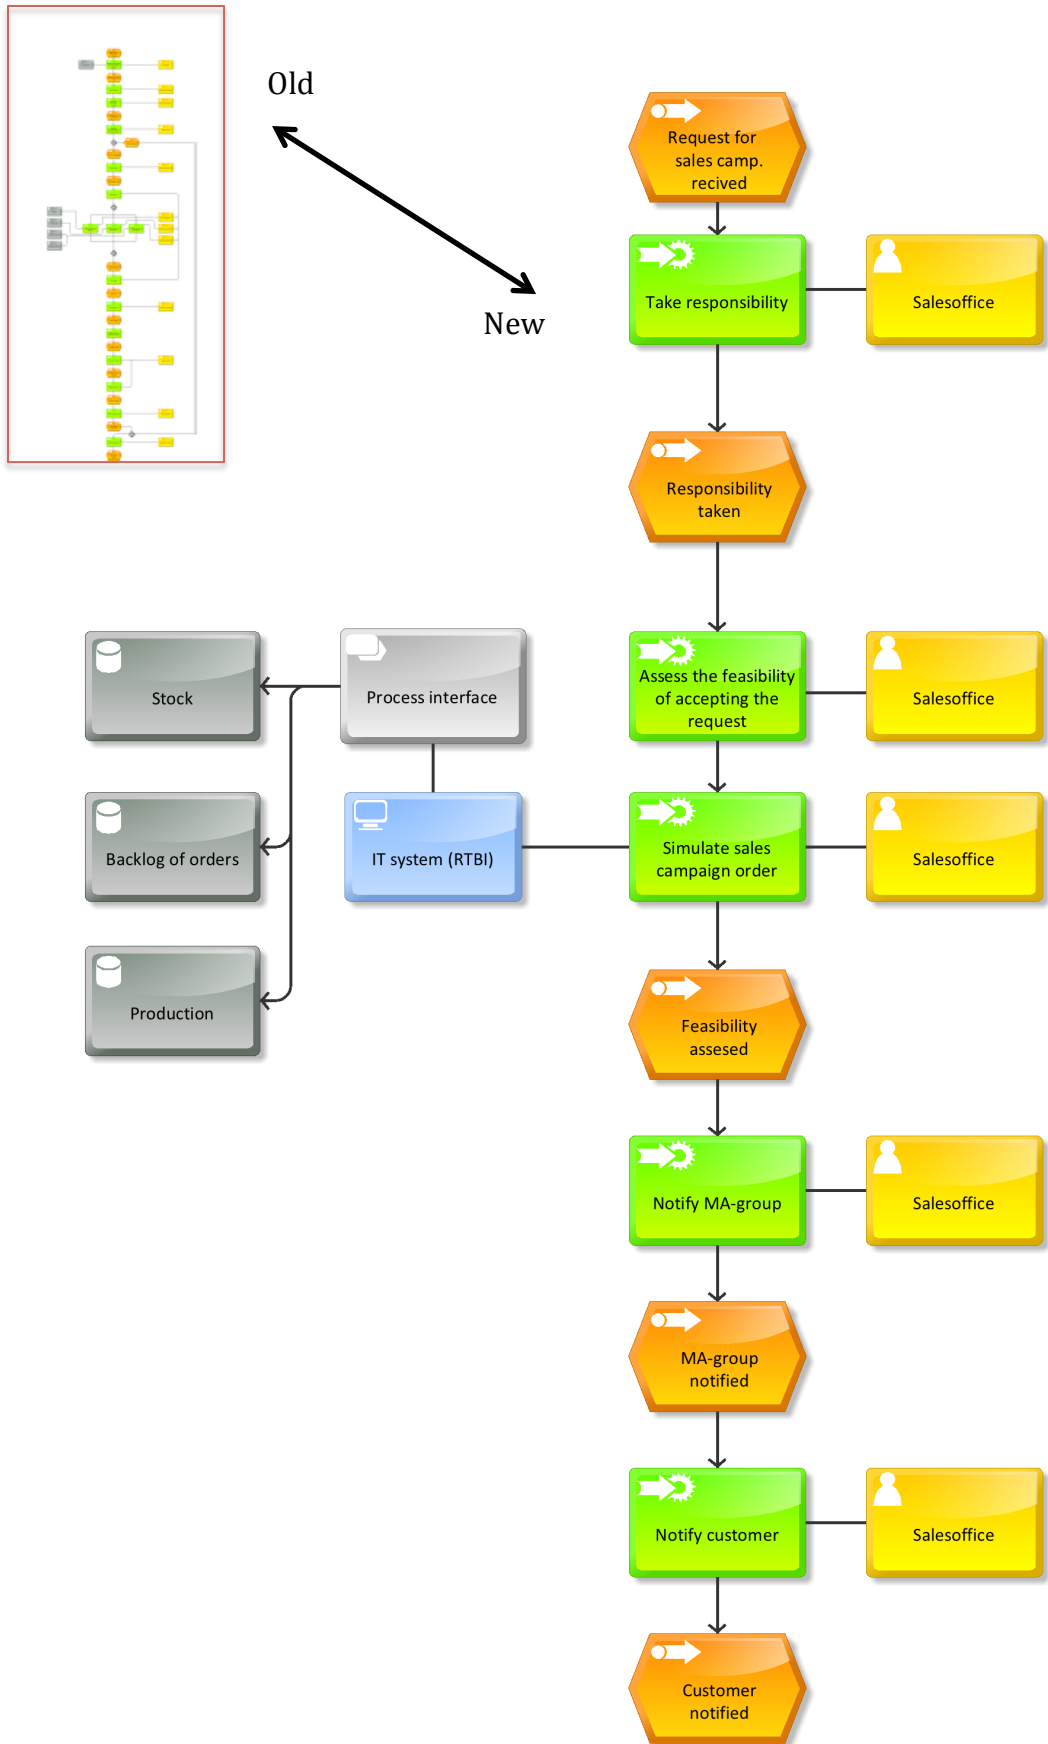 Old
New
Request for
sales camp.
recived
Take responsibility
Salesoffice
Responsibility
taken
Stock
Process interface
Assess the feasibility
of accepting the
request
Salesoffice
Backlog of orders
IT system (RTBI)
Simulate sales
campaign order
Salesoffice
Production
Feasibility
assesed
Notify MA-group
Salesoffice
MA-group
notified
Notify customer
Salesoffice
Customer
notified